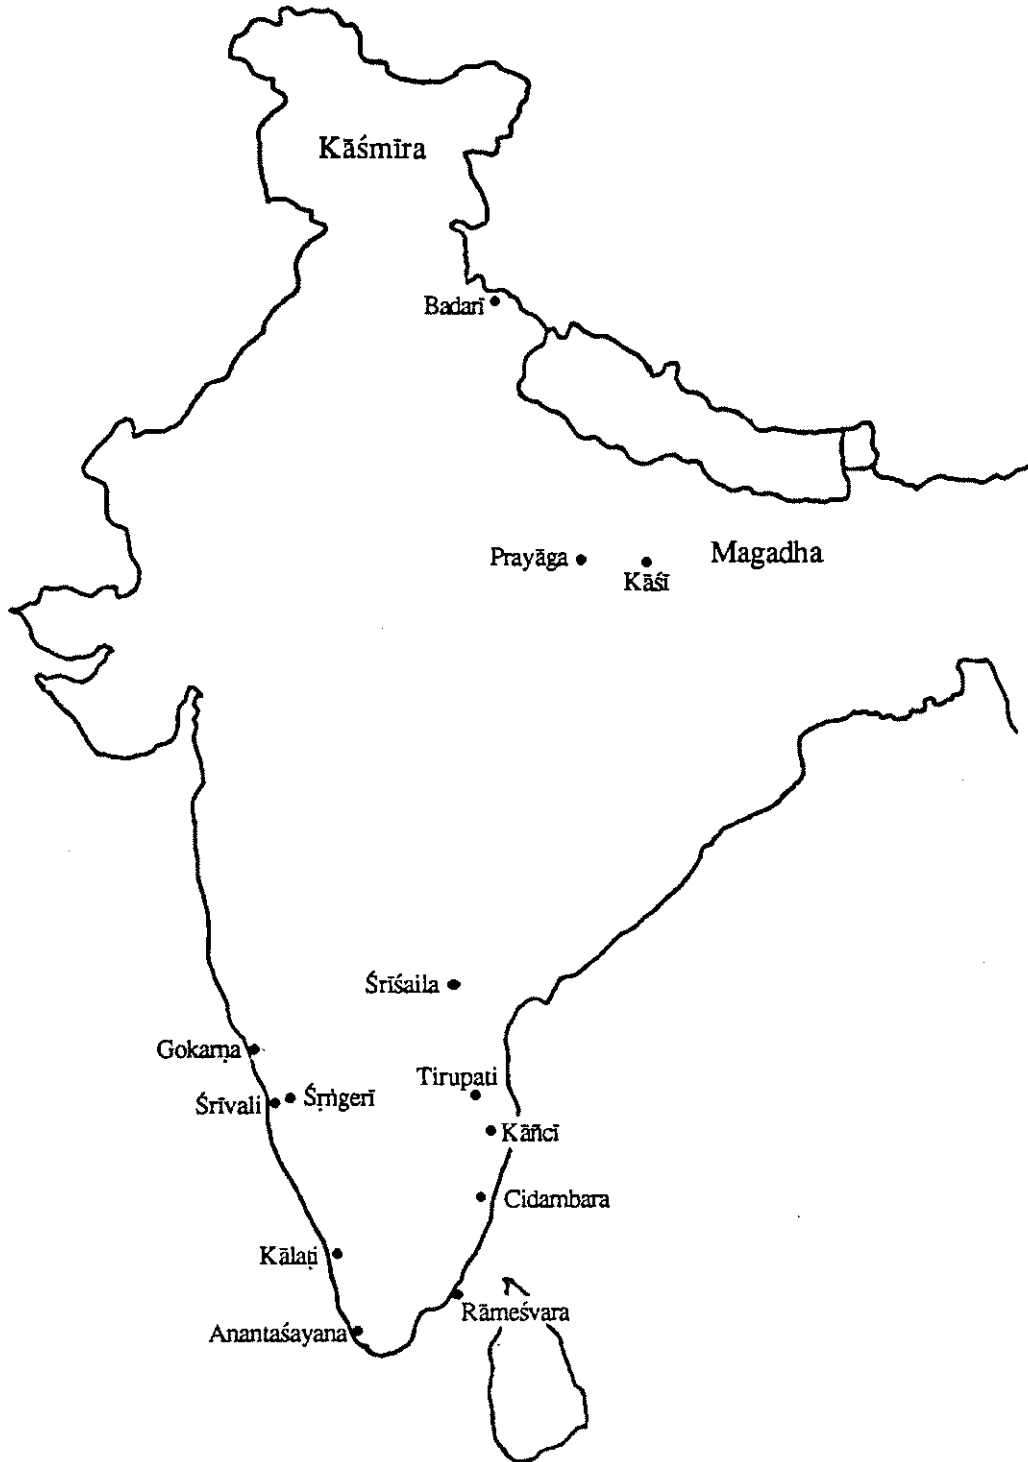 Kāśmīra
Badarī
Prayāga
Kāśī
Magadha
Śrīśaila
Gokarṇa
Tirupati
Śrīvali
Śṛṅgerī
Kāñcī
Cidambara
Kālaṭi
Rāmeśvara
Anantaśayana